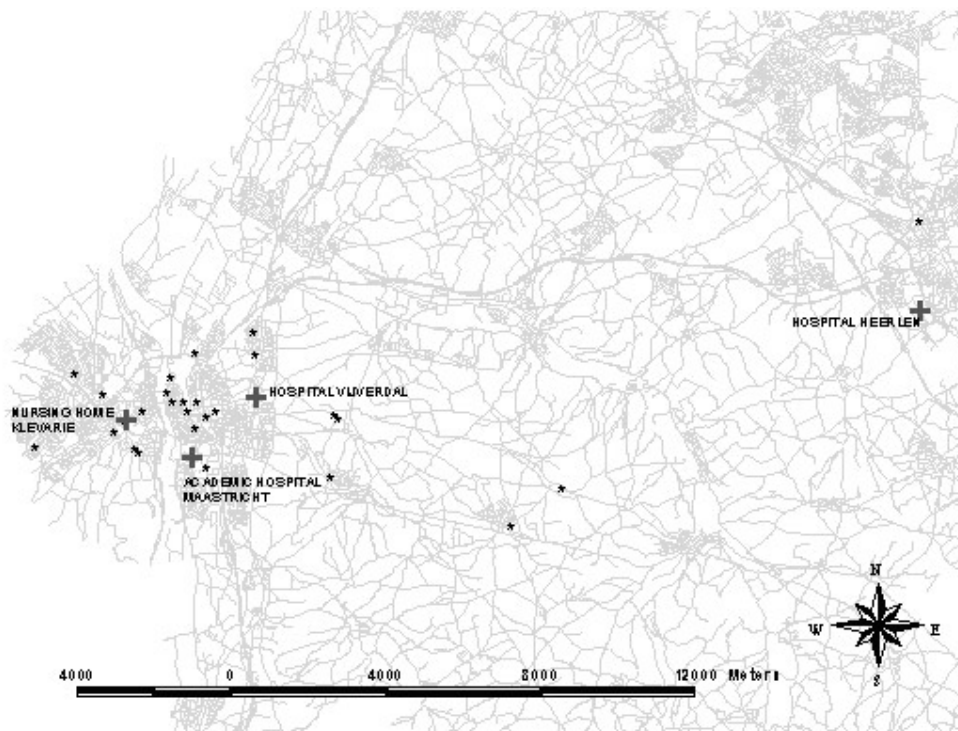 HOSPITAL HEERLEN
HOSPITAL VIJVERDAL
NURSING HOME
KLEVARIE
ACADEMIC HOSPITAL
MAASTRICHT
N
W E
S
4000 0 4000 8000 12000 Meters